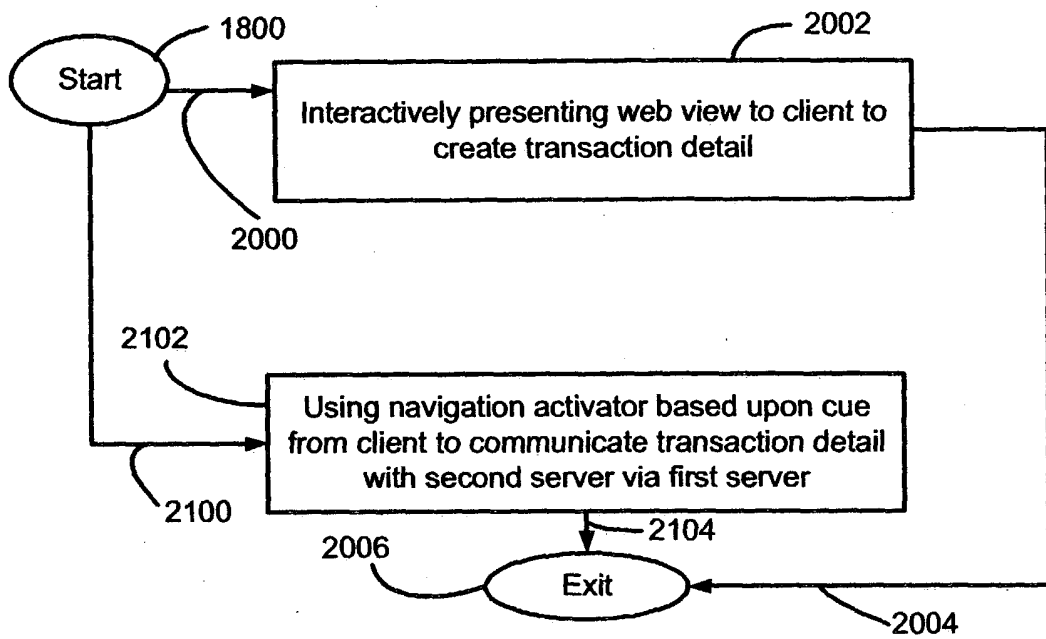 1800
2002
Start
Interactively presenting web view to client to
create transaction detail
2000
2102
Using navigation activator based upon cue
from client to communicate transaction detail
with second server via first server
2100
2104
2006
Exit
2004